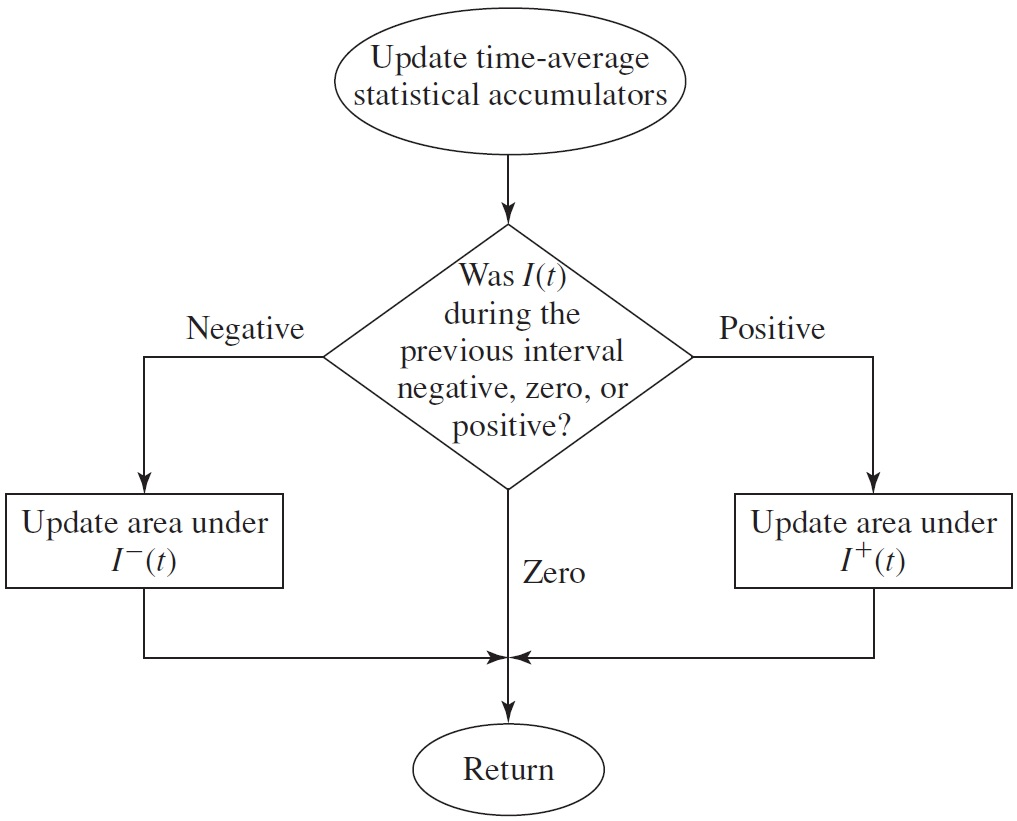 Update time-average
statistical accumulators
Was I(t)
during the
previous interval
negative, zero, or
positive?
Negative
Positive
Update area under
I⁻(t)
Update area under
I⁺(t)
Zero
Return